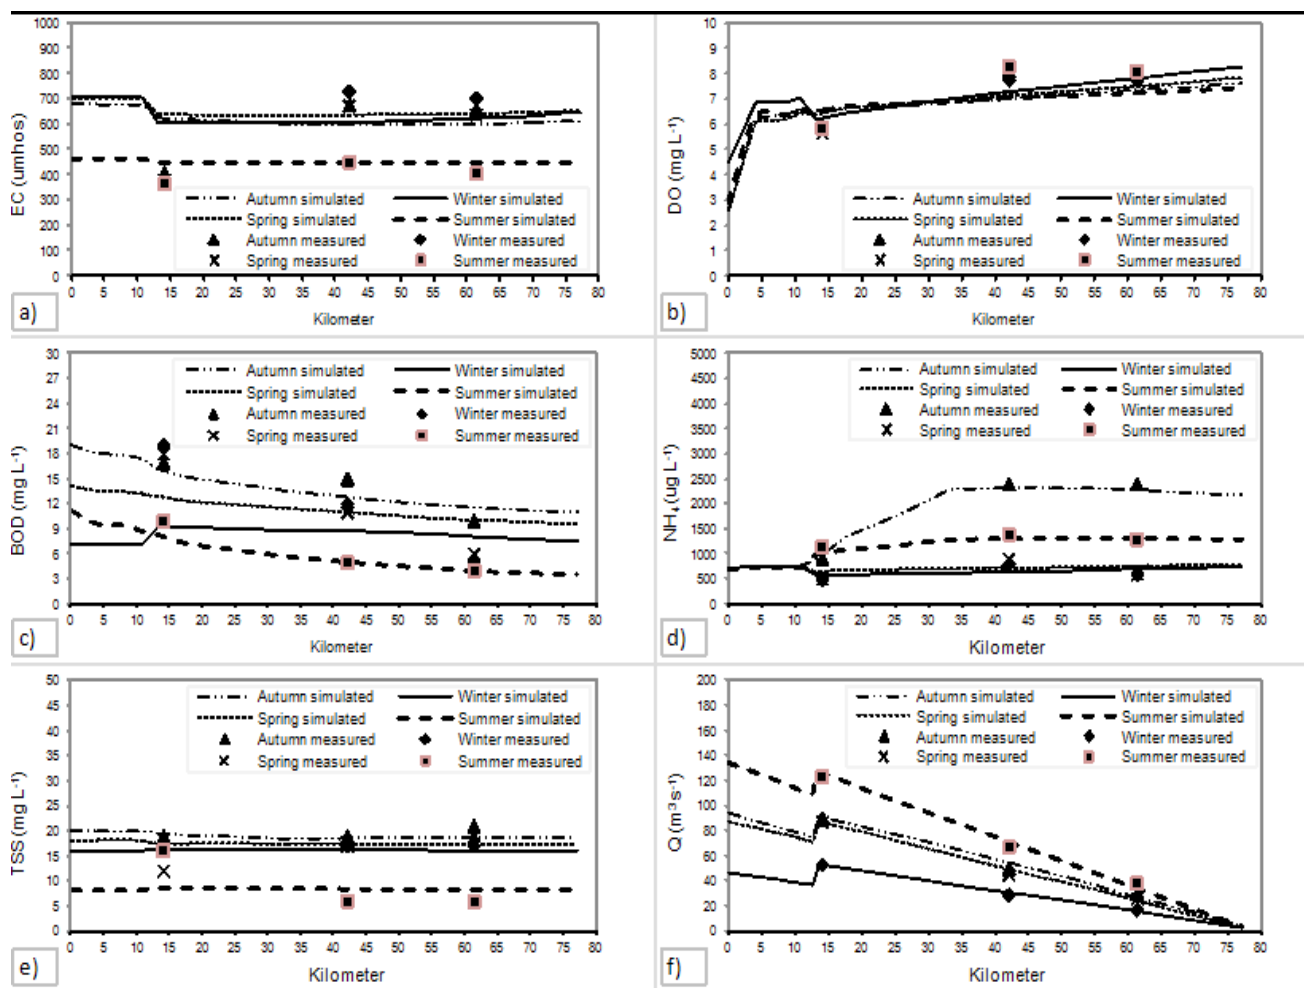 1000
900
800
700
600
500
400
300
200
100
0
EC (umhos)
Autumn simulated
Winter simulated
Spring simulated
Summer simulated
Autumn measured
Winter measured
Spring measured
Summer measured
0 5 10 15 20 25 30 35 40 45 50 55 60 65 70 75 80
Kilometer
a)
10
9
8
7
6
5
4
3
2
1
0
DO (mg L-1)
Autumn simulated
Winter simulated
Spring simulated
Summer simulated
Autumn measured
Winter measured
Spring measured
Summer measured
0 5 10 15 20 25 30 35 40 45 50 55 60 65 70 75 80
Kilometer
b)
30
27
24
21
18
15
12
9
6
3
0
BOD (mg L-1)
Autumn simulated
Winter simulated
Spring simulated
Summer simulated
Autumn measured
Winter measured
Spring measured
Summer measured
0 5 10 15 20 25 30 35 40 45 50 55 60 65 70 75 80
Kilometer
c)
5000
4500
4000
3500
3000
2500
2000
1500
1000
500
0
NH4 (ug L-1)
Autumn simulated
Winter simulated
Spring simulated
Summer simulated
Autumn measured
Winter measured
Spring measured
Summer measured
0 5 10 15 20 25 30 35 40 45 50 55 60 65 70 75 80
Kilometer
d)
50
45
40
35
30
25
20
15
10
5
0
TSS (mg L-1)
Autumn simulated
Winter simulated
Spring simulated
Summer simulated
Autumn measured
Winter measured
Spring measured
Summer measured
0 5 10 15 20 25 30 35 40 45 50 55 60 65 70 75 80
Kilometer
e)
200
180
160
140
120
100
80
60
40
20
0
Q (m3 s-1)
Autumn simulated
Winter simulated
Spring simulated
Summer simulated
Autumn measured
Winter measured
Spring measured
Summer measured
0 5 10 15 20 25 30 35 40 45 50 55 60 65 70 75 80
Kilometer
f)